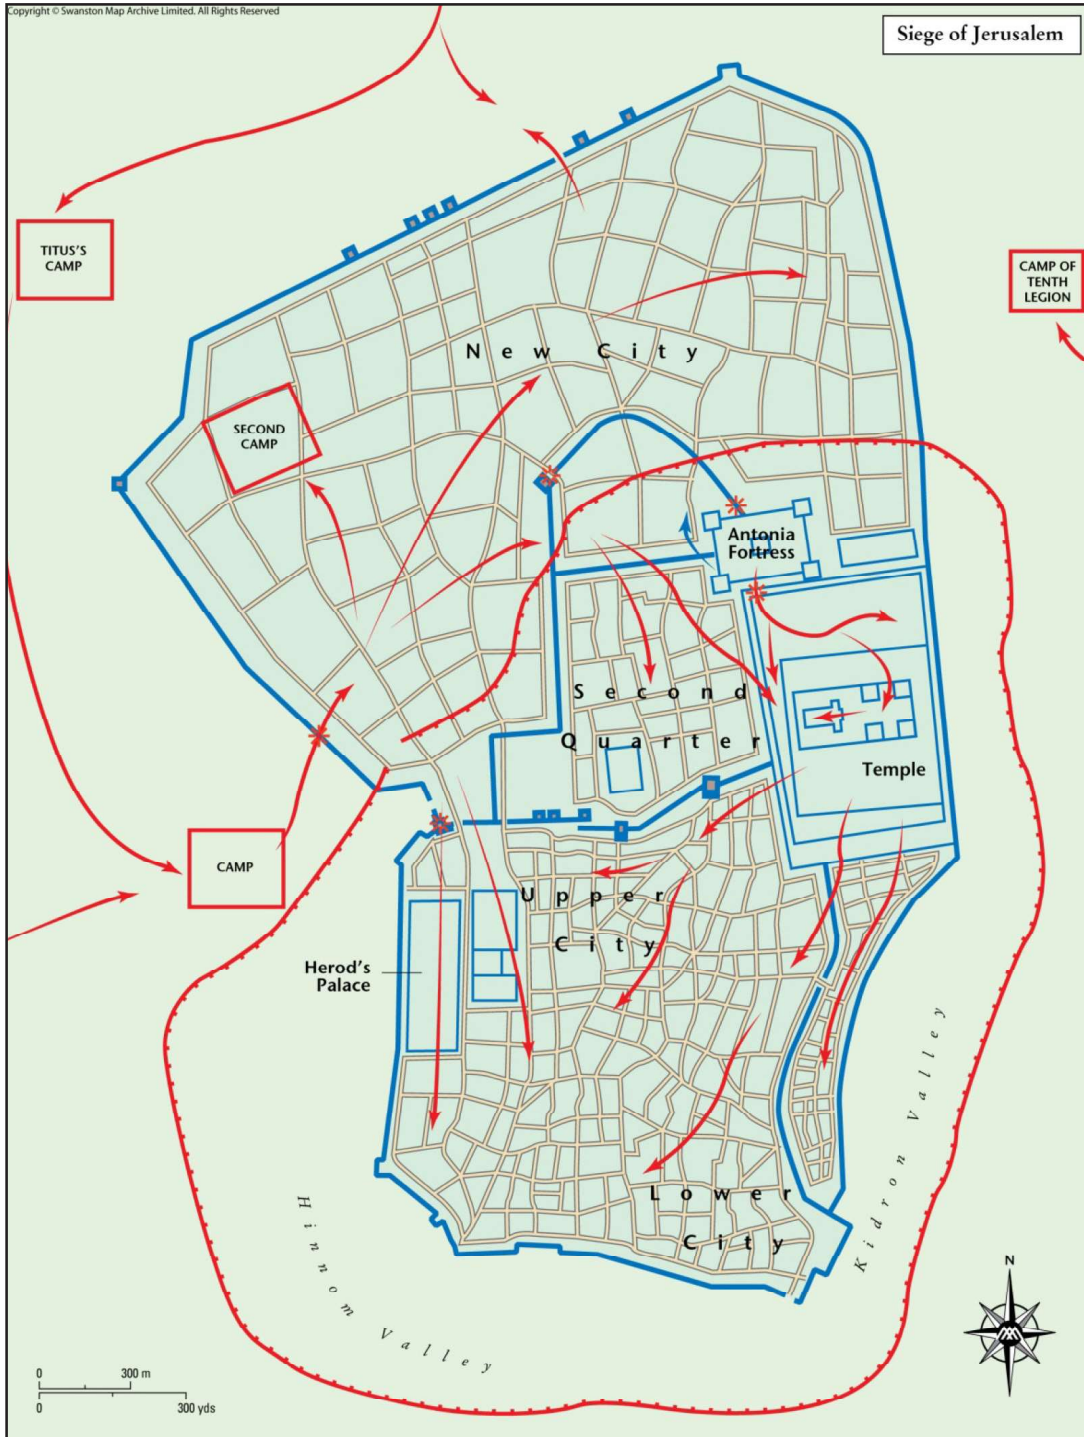 Copyright © Swanston Map Archive Limited. All Rights Reserved
Siege of Jerusalem
TITUS'S
CAMP
CAMP OF
TENTH
LEGION
New City
SECOND
CAMP
Antonia
Fortress
Second
Quarter
Temple
CAMP
Upper
City
Herod's
Palace
Lower
City
Kidron Valley
Hinnom Valley
N
0 300 m
0 300 yds